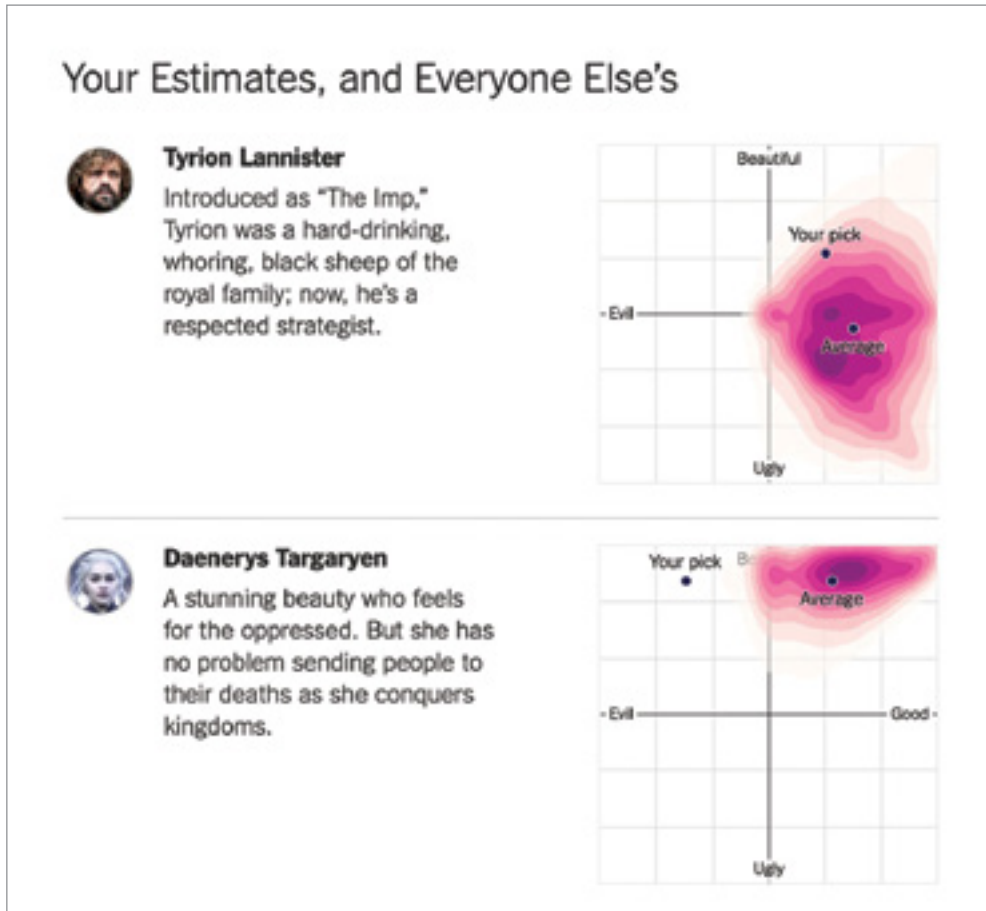 Your Estimates, and Everyone Else's
Tyrion Lannister
Introduced as “The Imp,”
Tyrion was a hard-drinking,
whoring, black sheep of the
royal family; now, he's a
respected strategist.
Beautiful
Your pick
Evil
Average
Ugly
Daenerys Targaryen
A stunning beauty who feels
for the oppressed. But she has
no problem sending people to
their deaths as she conquers
kingdoms.
Your pick
Average
Evil
Good
Ugly